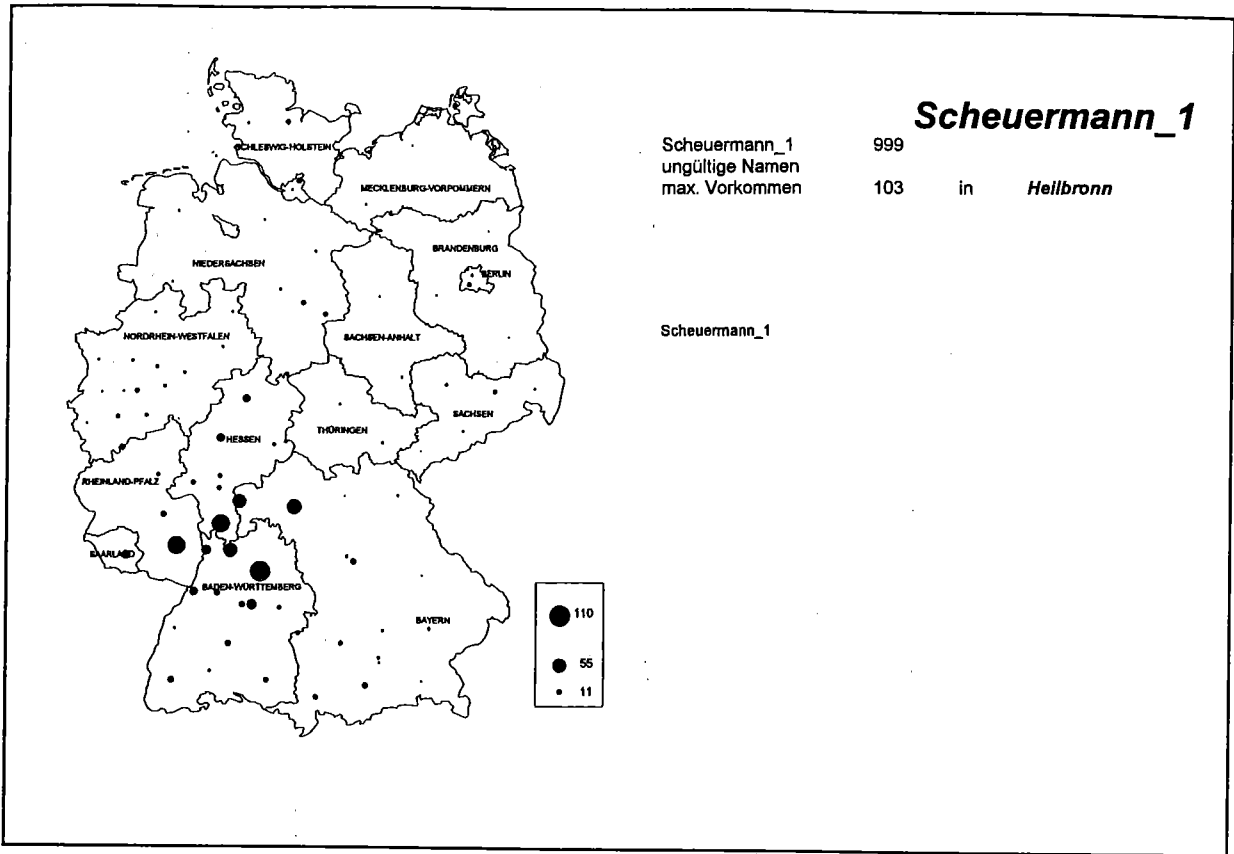 Scheuermann_1
Scheuermann_1 999
ungültige Namen
max. Vorkommen 103 in Heilbronn
Scheuermann_1
SCHLESWIG-HOLSTEIN
MECKLENBURG-VORPOMMERN
BRANDENBURG
NIEDERSACHSEN
BERLIN
NORDRHEIN-WESTFALEN
SACHSEN-ANHALT
SACHSEN
THÜRINGEN
HESSEN
RHEINLAND-PFALZ
SAARLAND
BADEN-WÜRTTEMBERG
BAYERN
110
55
11